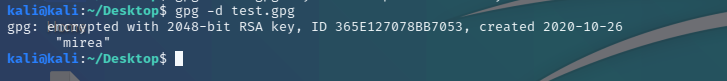 kali@kali:~/Desktop$ gpg -d test.gpg
gpg: encrypted with 2048-bit RSA key, ID 365E127078BB7053, created 2020-10-26
"mirea"
kali@kali:~/Desktop$